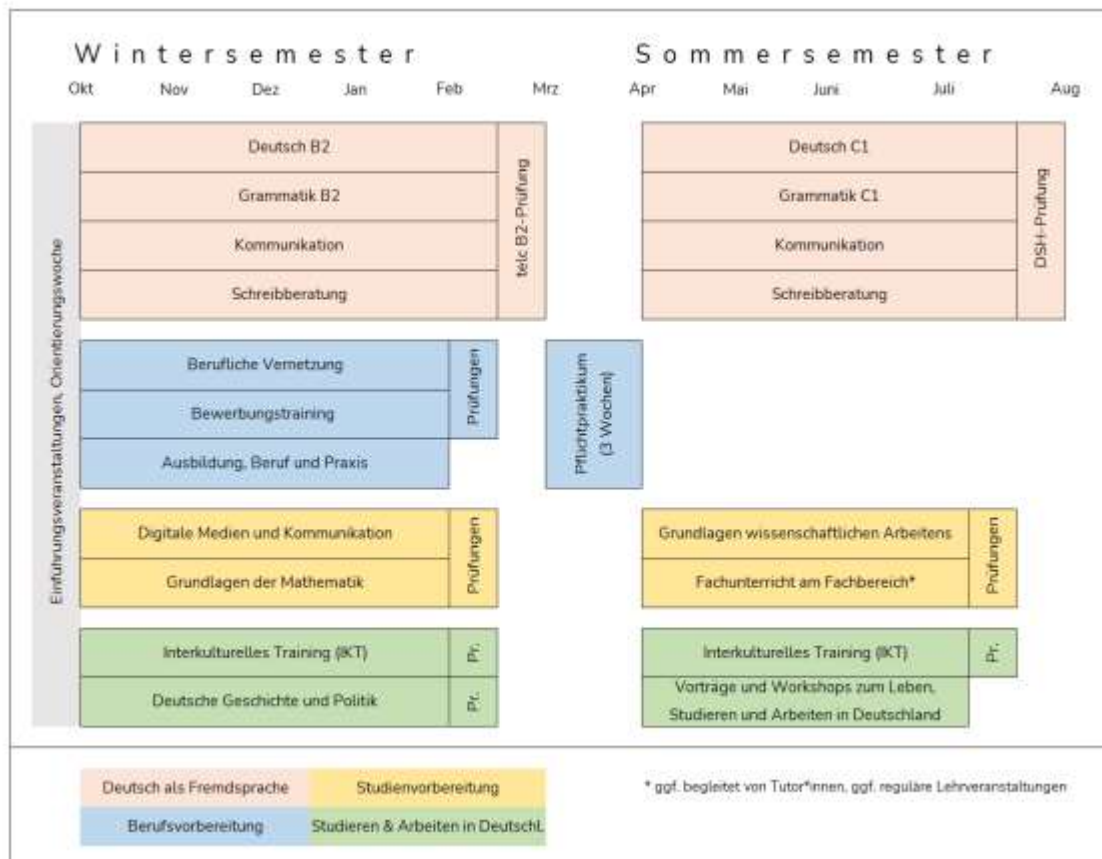 Wintersemester
Sommersemester
Okt Nov Dez Jan Feb Mrz Apr Mai Juni Juli Aug
Einführungsveranstaltungen, Orientierungswoche
Deutsch B2
Grammatik B2
Kommunikation
Schreibberatung
telc B2-Prüfung
Deutsch C1
Grammatik C1
Kommunikation
Schreibberatung
DSH-Prüfung
Berufliche Vernetzung
Bewerbungstraining
Ausbildung, Beruf und Praxis
Prüfungen
Pflichtpraktikum
(3 Wochen)
Digitale Medien und Kommunikation
Grundlagen der Mathematik
Prüfungen
Grundlagen wissenschaftlichen Arbeitens
Fachunterricht am Fachbereich*
Prüfungen
Interkulturelles Training (IKT)
Pr.
Deutsche Geschichte und Politik
Pr.
Interkulturelles Training (IKT)
Pr.
Vorträge und Workshops zum Leben,
Studieren und Arbeiten in Deutschland
Deutsch als Fremdsprache
Studienvorbereitung
Berufsvorbereitung
Studieren & Arbeiten in Deutschl.
* ggf. begleitet von Tutor*innen, ggf. reguläre Lehrveranstaltungen